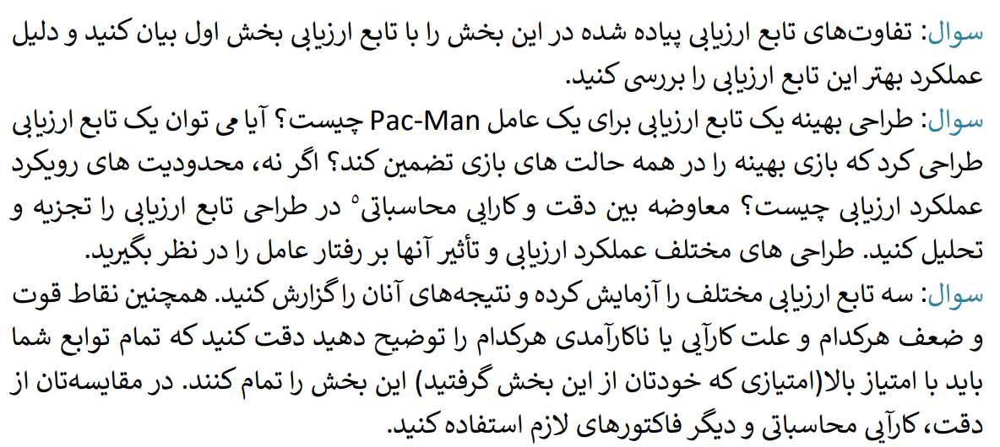 سوال: تفاوت‌های تابع ارزیابی پیاده شده در این بخش را با تابع ارزیابی بخش اول بیان کنید و دلیل
عملکرد بهتر این تابع ارزیابی را بررسی کنید.
سوال: طراحی بهینه یک تابع ارزیابی برای یک عامل Pac-Man چیست؟ آیا می توان یک تابع ارزیابی
طراحی کرد که بازی بهینه را در همه حالت های بازی تضمین کند؟ اگر نه، محدودیت های رویکرد
عملکرد ارزیابی چیست؟ معاوضه بین دقت و کارایی محاسباتی⁵ در طراحی تابع ارزیابی را تجزیه و
تحلیل کنید. طراحی های مختلف عملکرد ارزیابی و تأثیر آنها بر رفتار عامل را در نظر بگیرید.
سوال: سه تابع ارزیابی مختلف را آزمایش کرده و نتیجه‌های آنان را گزارش کنید. همچنین نقاط قوت
و ضعف هرکدام و علت کارآیی یا ناکارآمدی هرکدام را توضیح دهید دقت کنید که تمام توابع شما
باید با امتیاز بالا(امتیازی که خودتان از این بخش گرفتید) این بخش را تمام کنند. در مقایسه‌تان از
دقت، کارآیی محاسباتی و دیگر فاکتورهای لازم استفاده کنید.